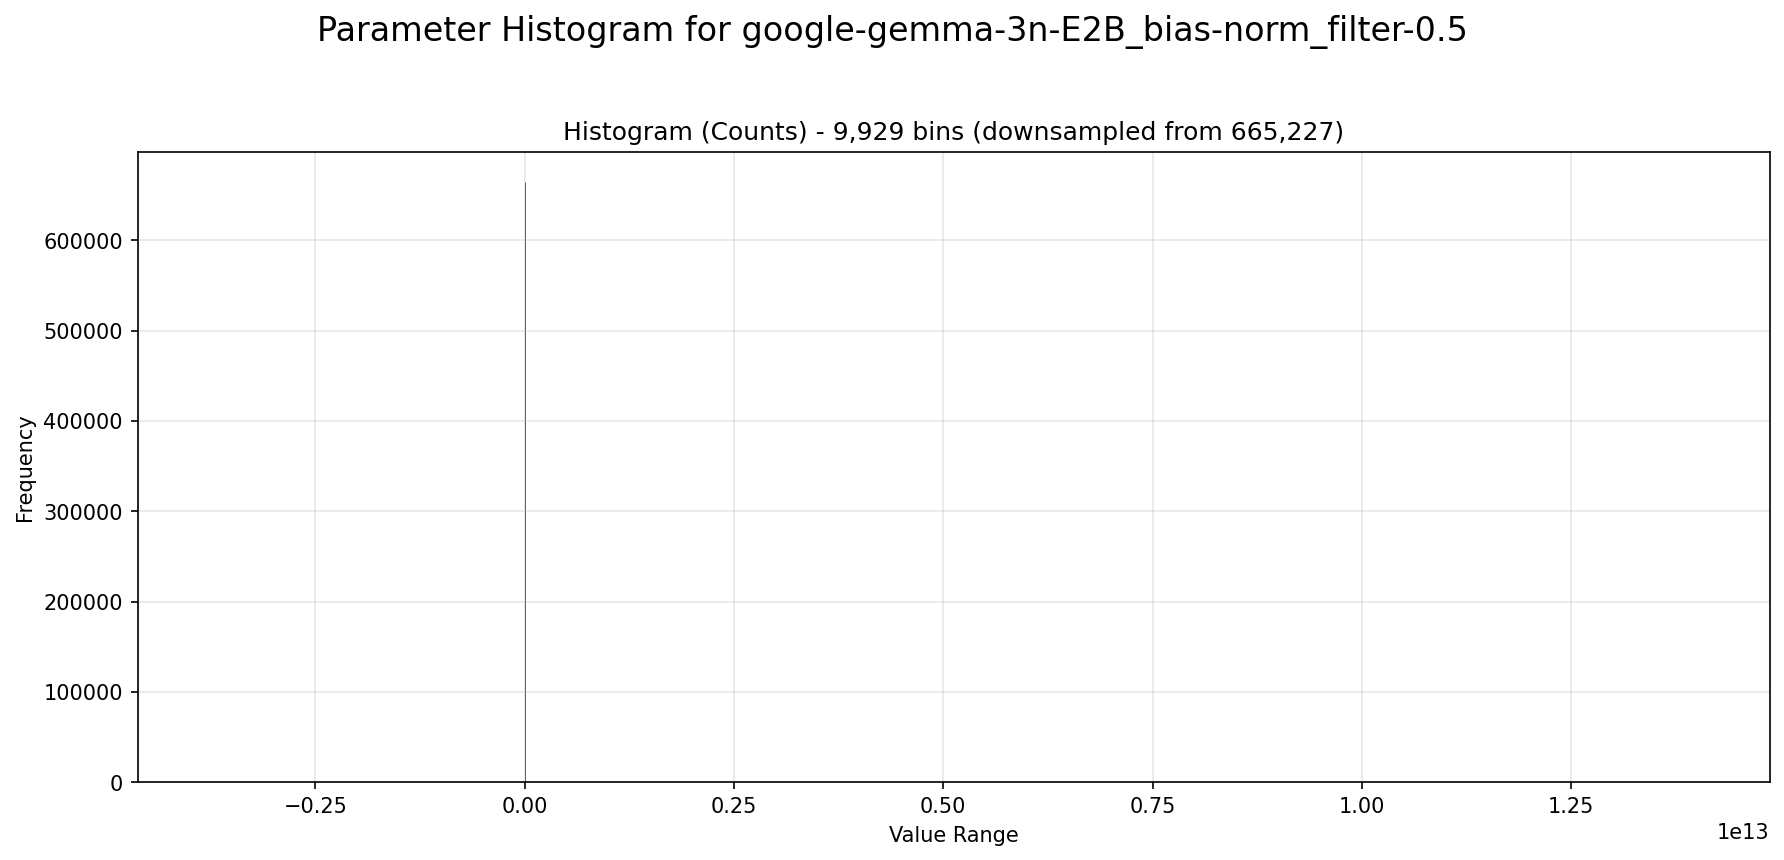 Parameter Histogram for google-gemma-3n-E2B_bias-norm_filter-0.5
Histogram (Counts) - 9,929 bins (downsampled from 665,227)
Frequency
600000
500000
400000
300000
200000
100000
0
−0.25 0.00 0.25 0.50 0.75 1.00 1.25
1e13
Value Range